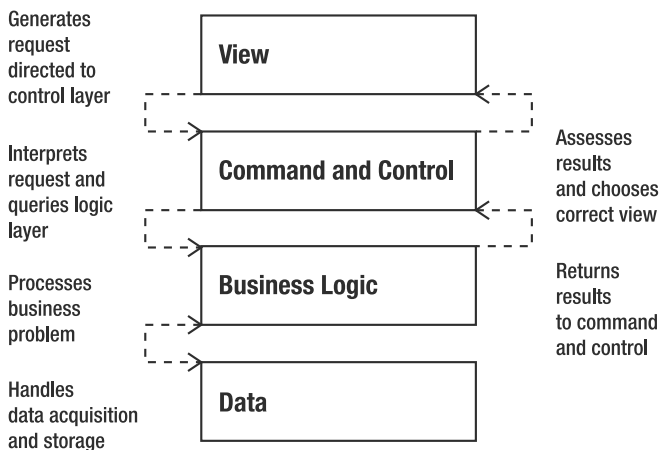 Generates
request
directed to
control layer
View
Interprets
request and
queries logic
layer
Command and Control
Assesses
results
and chooses
correct view
Processes
business
problem
Business Logic
Returns
results
to command
and control
Handles
data acquisition
and storage
Data